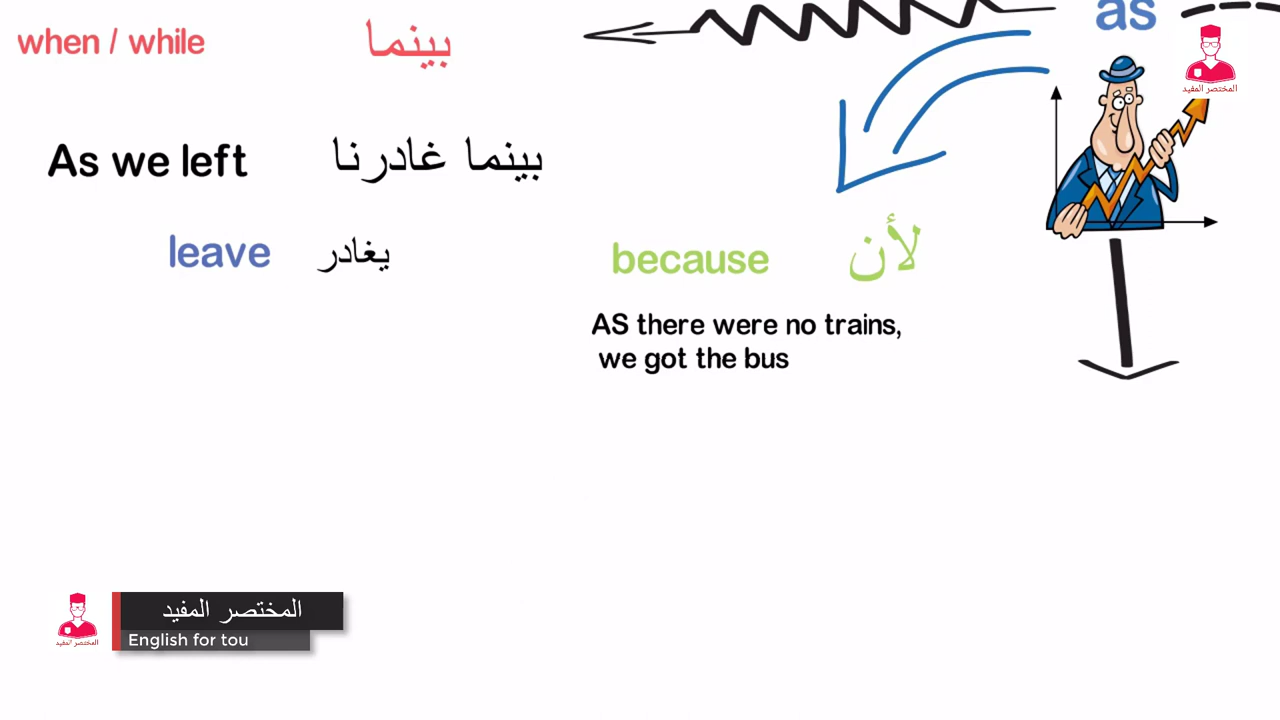 as
when / while بينما
As we left بينما غادرنا
leave يغادر
because لأن
AS there were no trains,
we got the bus
المختصر المفيد
المختصر المفيد
English for tou
المختصر المفيد